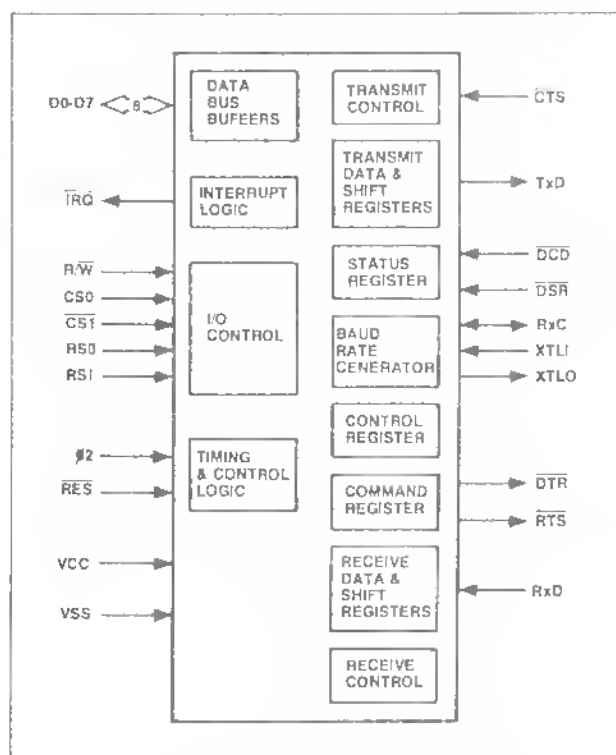 D0-D7
8
IRQ
R/W
CS0
CS1
RS0
RS1
ø2
RES
VCC
VSS
DATA
BUS
BUFEERS
INTERRUPT
LOGIC
I/O
CONTROL
TIMING
& CONTROL
LOGIC
TRANSMIT
CONTROL
TRANSMIT
DATA &
SHIFT
REGISTERS
STATUS
REGISTER
BAUD
RATE
CENERATOR
CONTROL
REGISTER
COMMAND
REGISTER
RECEIVE
DATA &
SHIFT
REGISTERS
RECEIVE
CONTROL
CTS
TxD
DCD
DSR
RxC
XTLI
XTLO
DTR
RTS
RxD